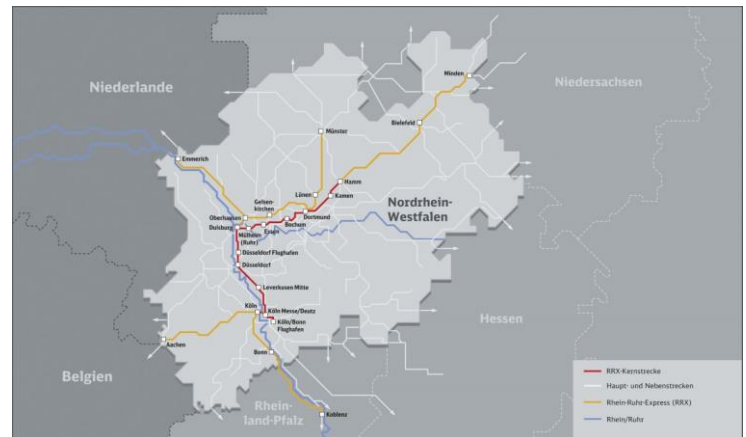 Niederlande
Niedersachsen
Minden
Bielefeld
Münster
Emmerich
Hamm
Lünen
Kamen
Gelsen-
kirchen
Nordrhein-
Westfalen
Oberhausen
Dortmund
Duisburg
Essen
Bochum
Mülheim
(Ruhr)
Düsseldorf Flughafen
Düsseldorf
Leverkusen Mitte
Köln
Köln Messe/Deutz
Köln/Bonn
Flughafen
Hessen
Aachen
Bonn
Belgien
Rhein-
land-Pfalz
Koblenz
RRX-Kernstrecke
Haupt- und Nebenstrecken
Rhein-Ruhr-Express (RRX)
Rhein/Ruhr